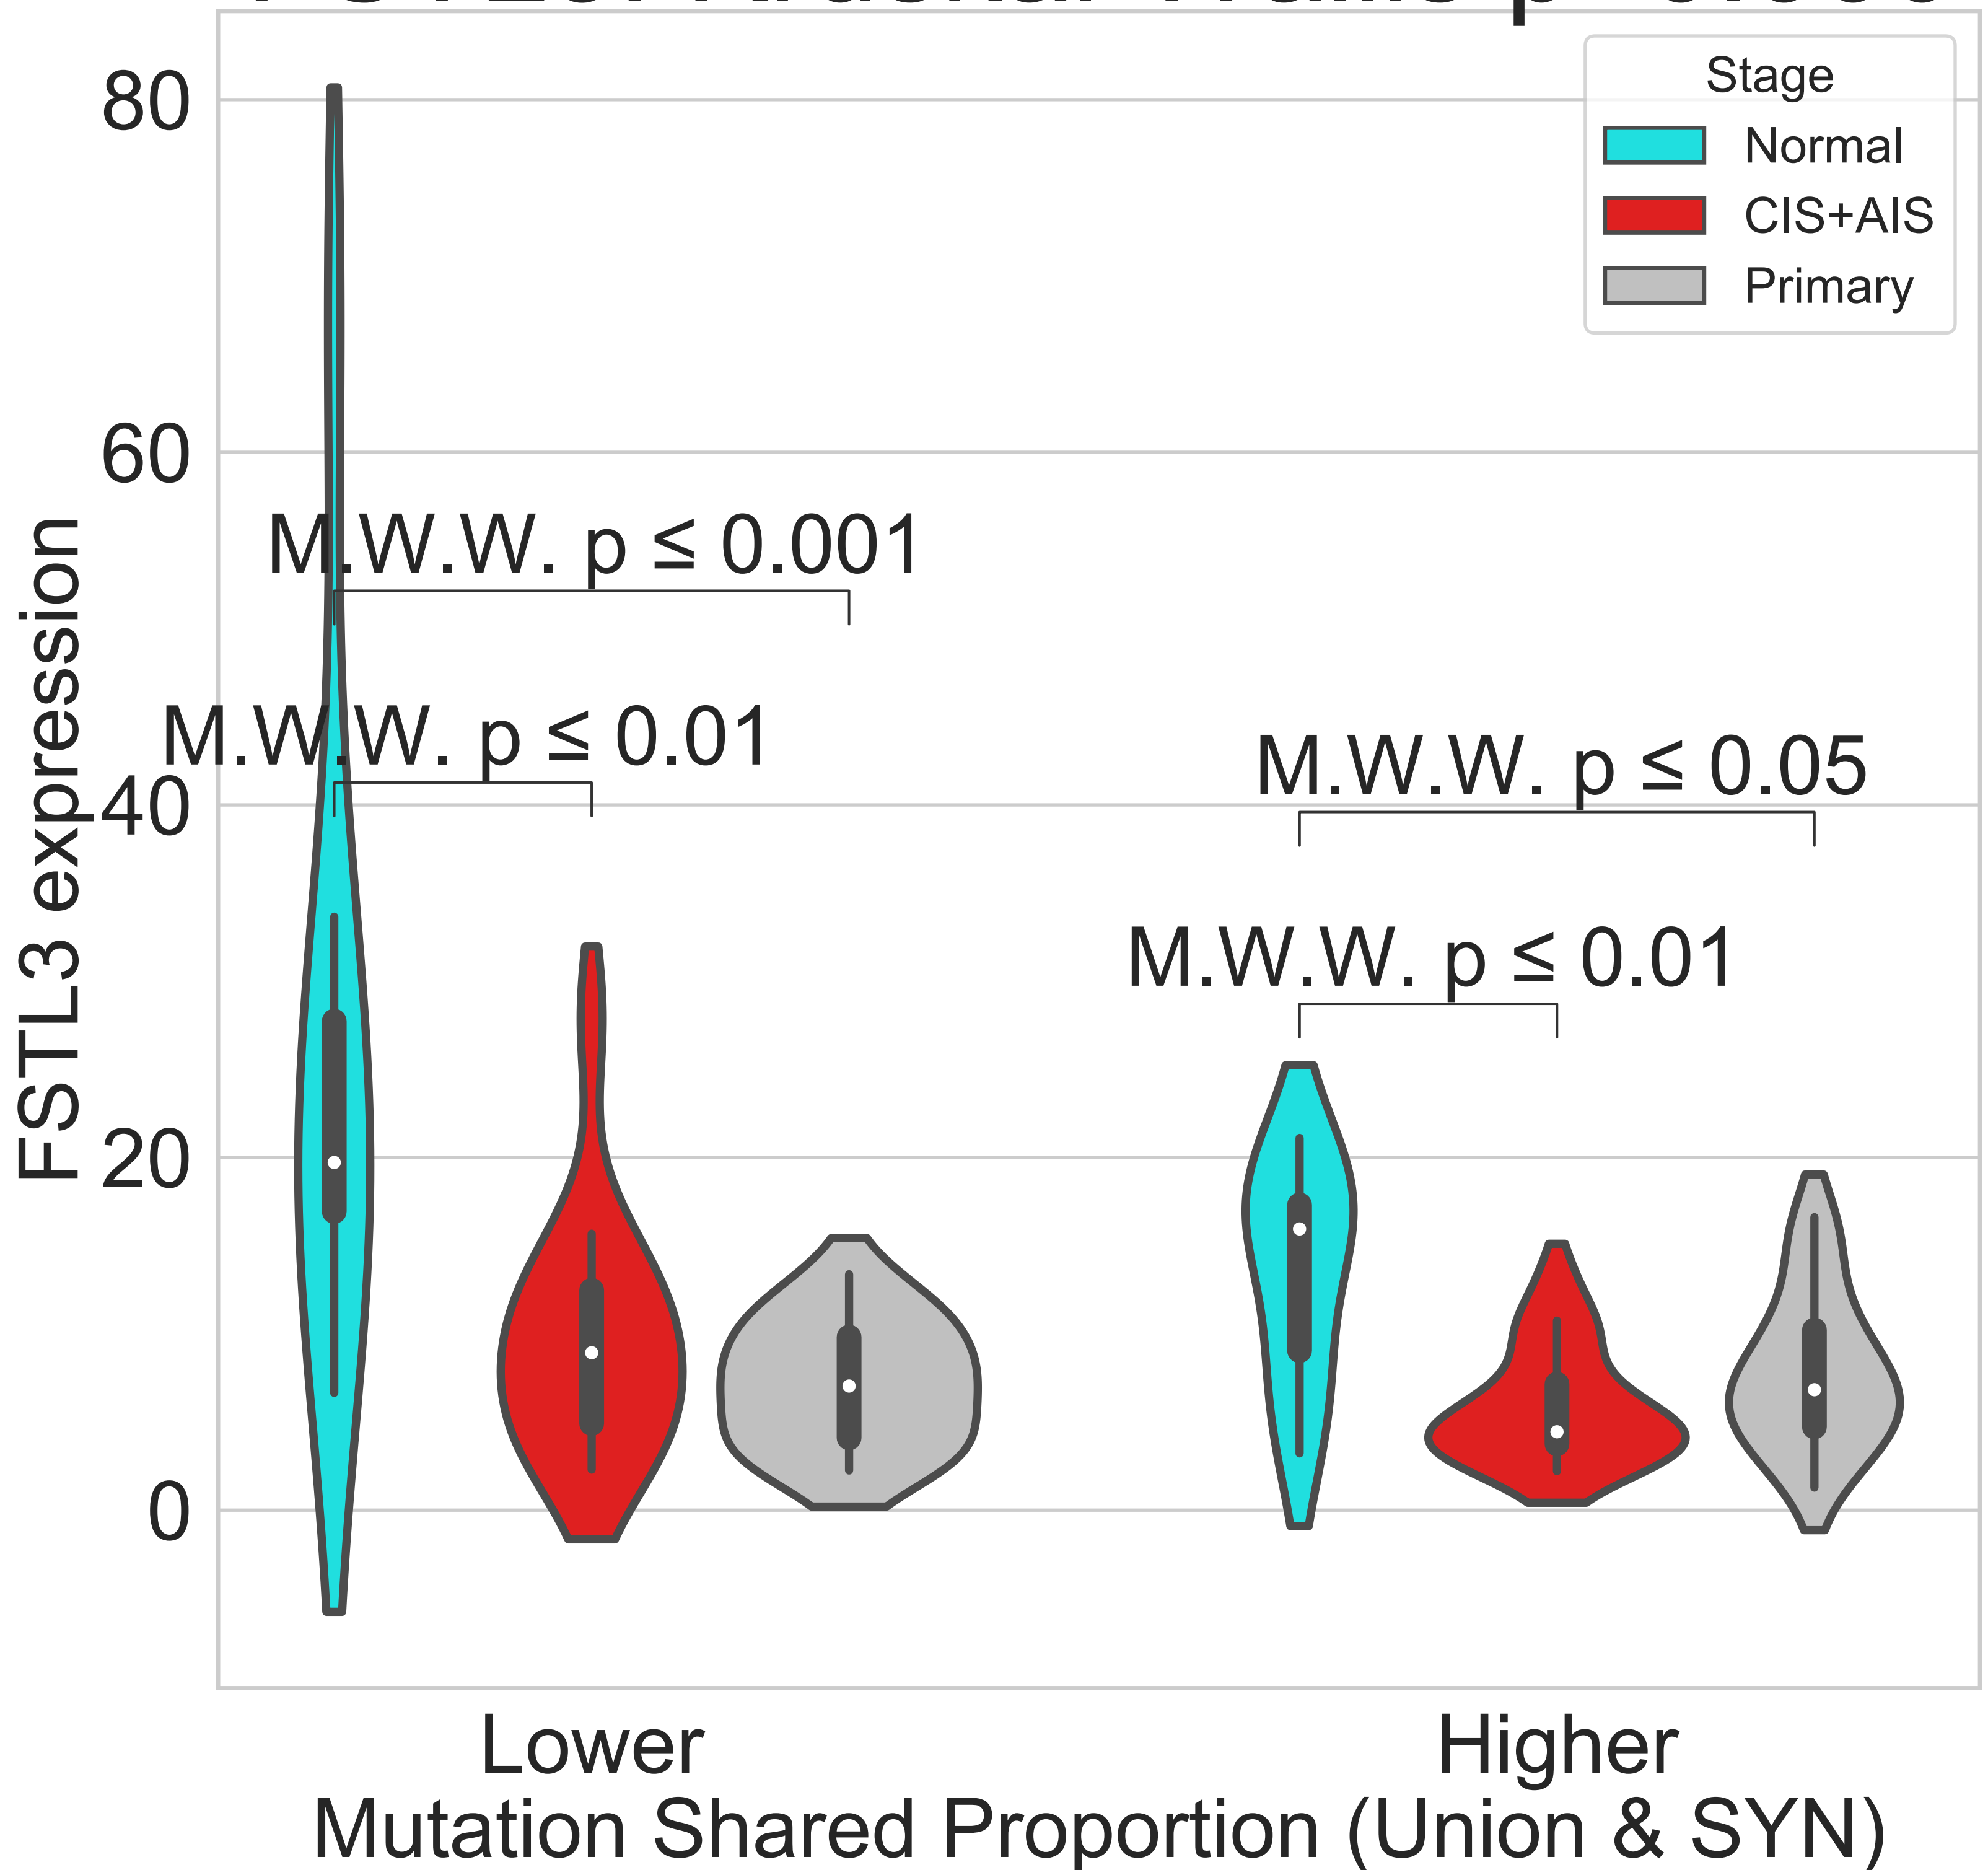 Stage
Normal
CIS+AIS
Primary
80
60
40
20
0
FSTL3 expression
M.W.W. p ≤ 0.001
M.W.W. p ≤ 0.01
M.W.W. p ≤ 0.05
M.W.W. p ≤ 0.01
Lower
Higher
Mutation Shared Proportion (Union & SYN)